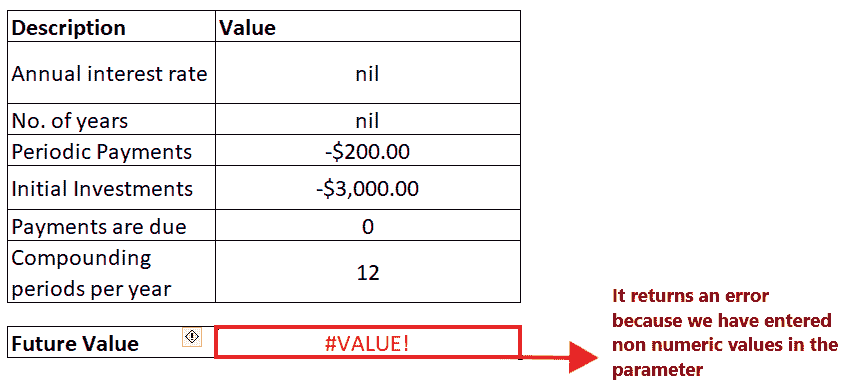 Description Value
Annual interest rate nil
No. of years nil
Periodic Payments -$200.00
Initial Investments -$3,000.00
Payments are due 0
Compounding
periods per year 12
Future Value #VALUE!
It returns an error
because we have entered
non numeric values in the
parameter